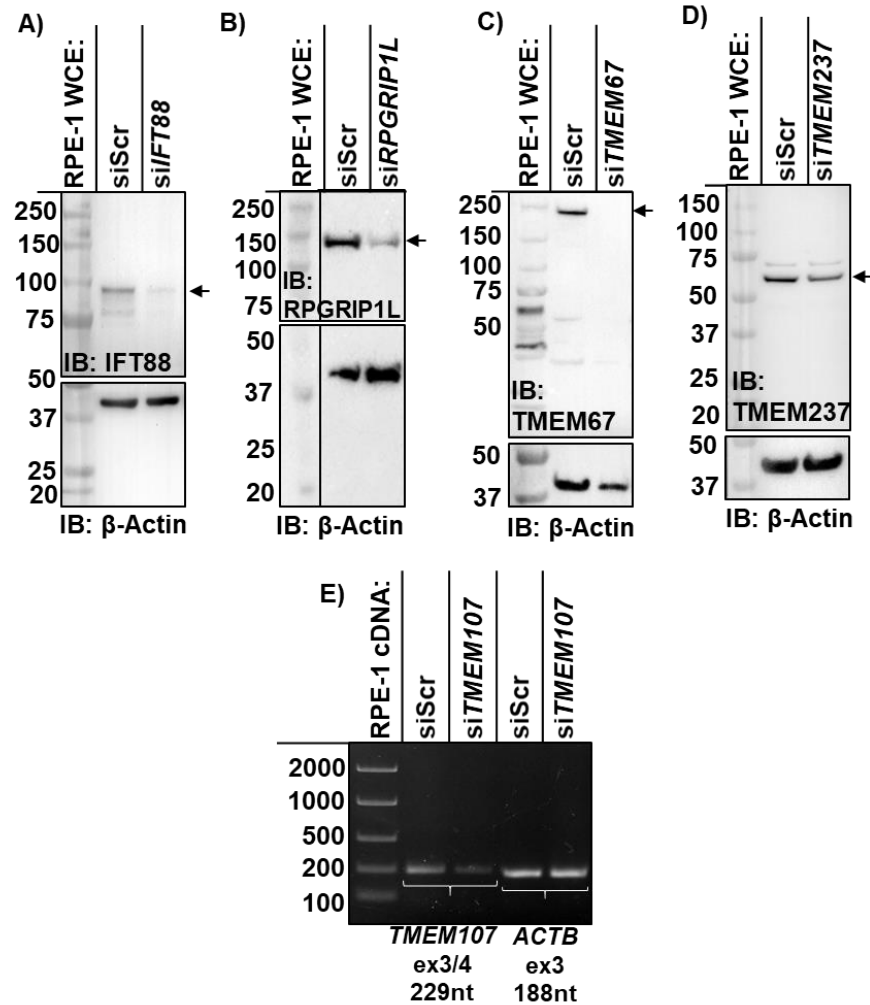 A)
RPE-1 WCE:
siScr
siIFT88
250
150
100
75
IB: IFT88
50
37
25
20
IB: β-Actin
B)
RPE-1 WCE:
siScr
siRPGRIP1L
250
150
100
75
IB:
RPGRIP1L
50
37
25
20
IB: β-Actin
C)
RPE-1 WCE:
siScr
siTMEM67
250
150
100
75
50
IB:
TMEM67
50
37
IB: β-Actin
D)
RPE-1 WCE:
siScr
siTMEM237
150
100
75
50
37
25
20
IB:
TMEM237
50
37
IB: β-Actin
E)
RPE-1 cDNA:
siScr
siTMEM107
siScr
siTMEM107
2000
1000
500
200
100
TMEM107 ACTB
ex3/4 ex3
229nt 188nt